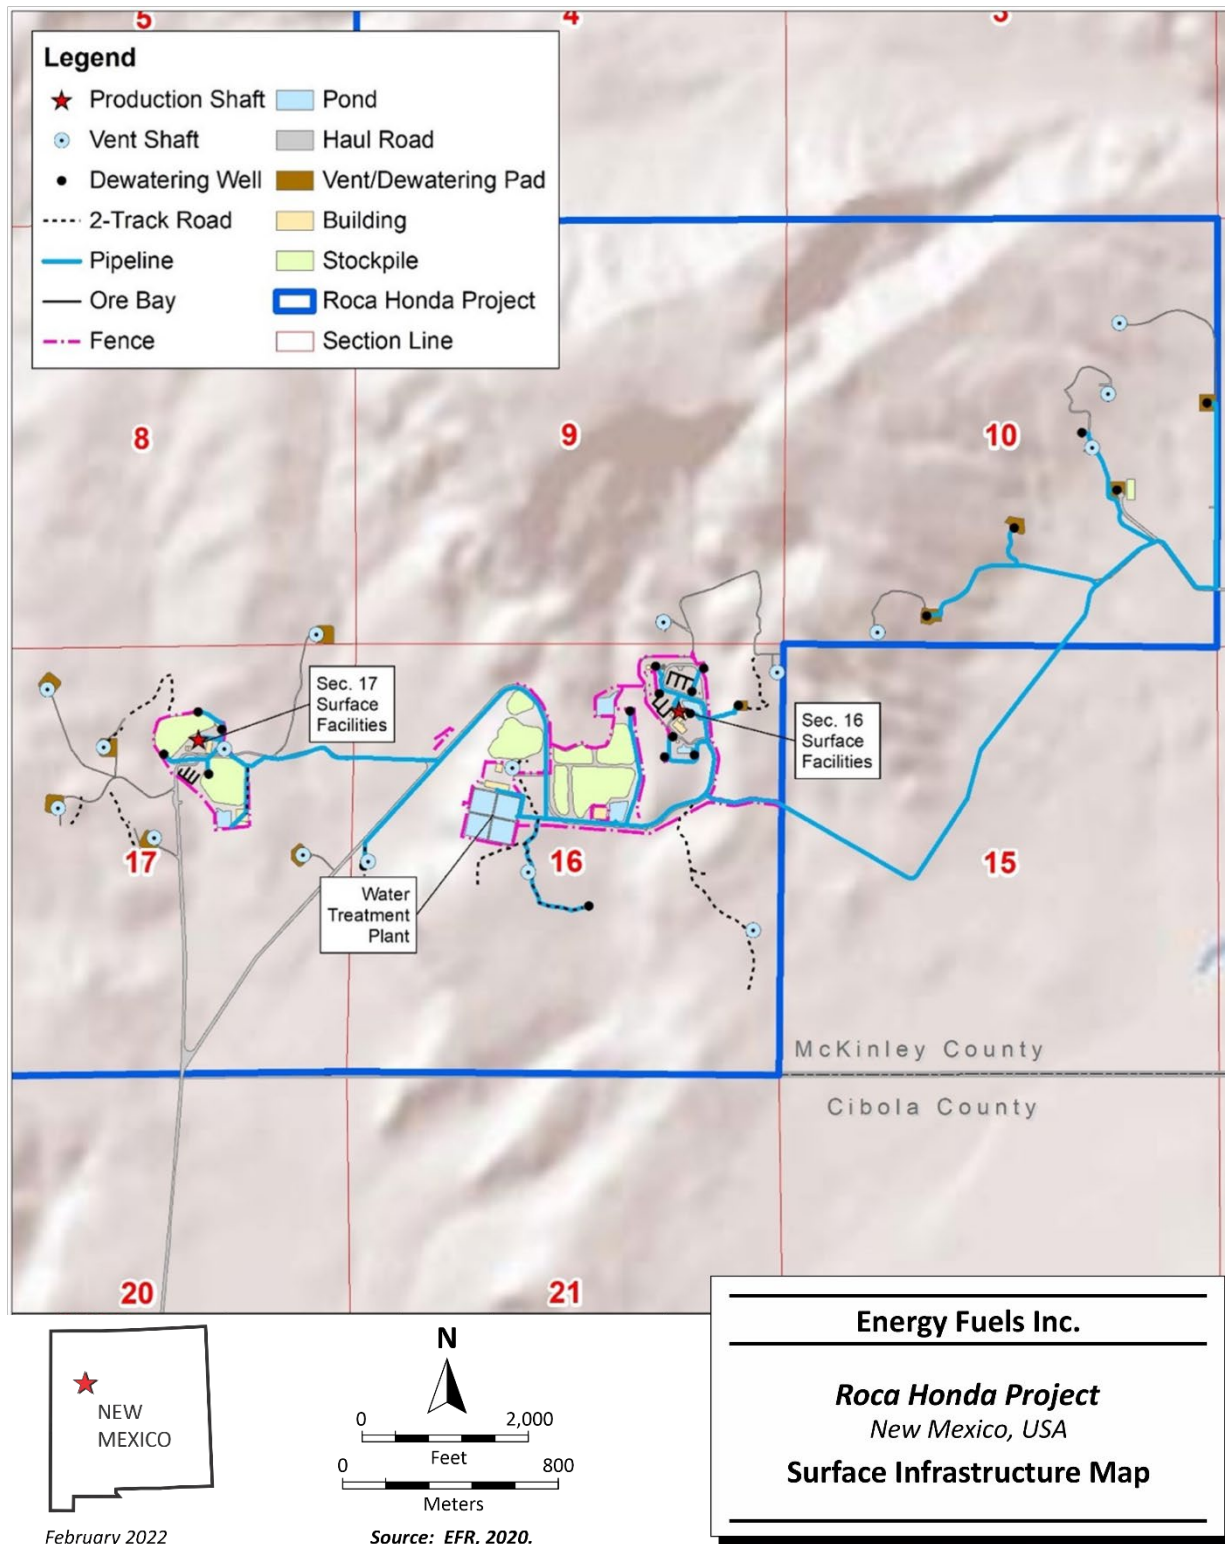 5
4
3
Legend
Production Shaft
Pond
Vent Shaft
Haul Road
Dewatering Well
Vent/Dewatering Pad
2-Track Road
Building
Pipeline
Stockpile
Ore Bay
Roca Honda Project
Fence
Section Line
8
9
10
Sec. 17
Surface
Facilities
Sec. 16
Surface
Facilities
17
16
15
Water
Treatment
Plant
McKinley County
Cibola County
20
21
NEW
MEXICO
February 2022
N
0 2,000
Feet
0 800
Meters
Source: EFR, 2020.
Energy Fuels Inc.
Roca Honda Project
New Mexico, USA
Surface Infrastructure Map